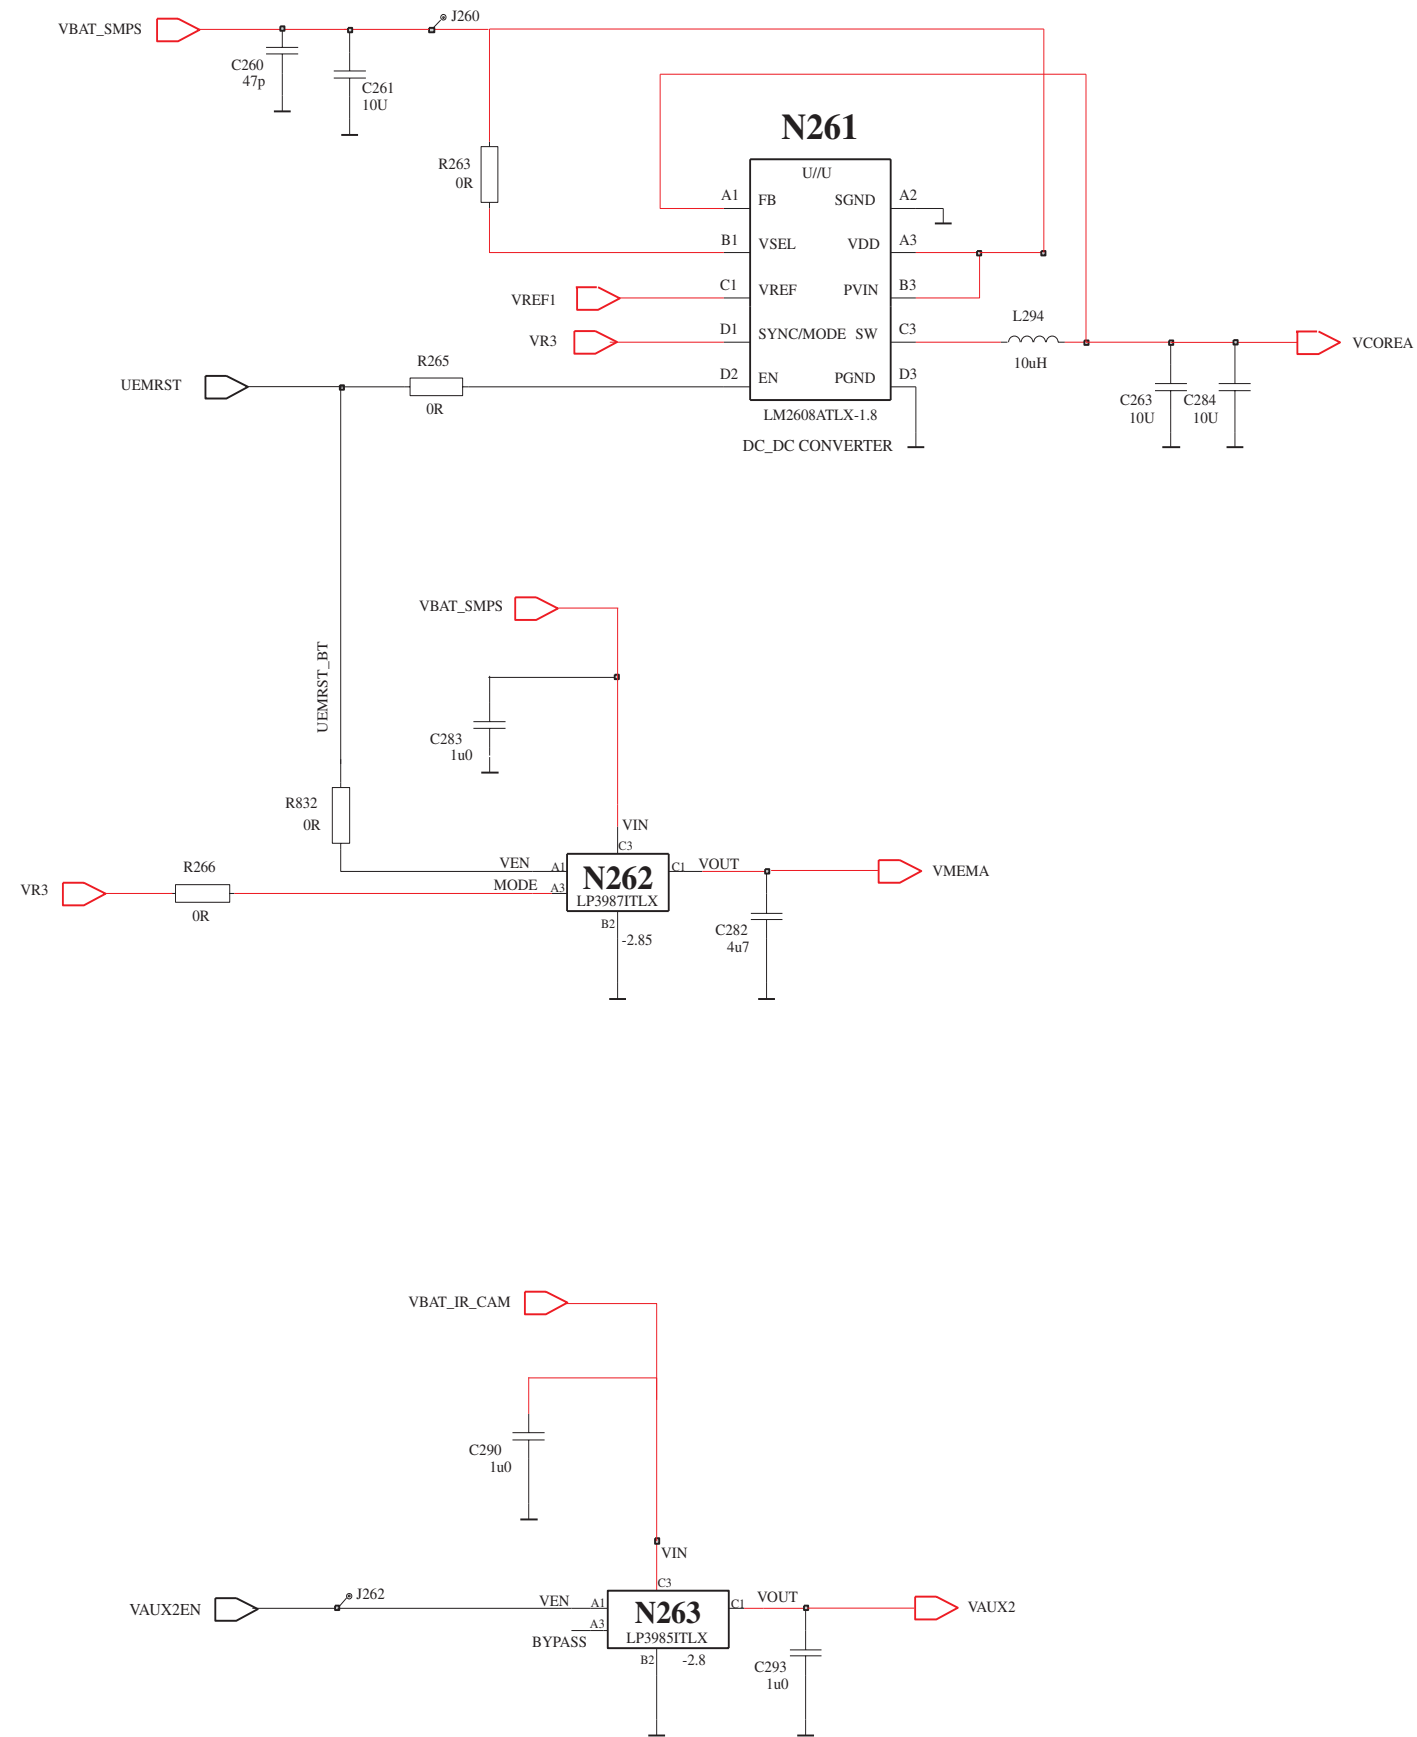 VBAT_SMPS
J260
C260
47p
C261
10U
N261
R263
0R
U//U
A1
FB
SGND
A2
B1
VSEL
VDD
A3
VREF1
C1
VREF
PVIN
B3
VR3
D1
SYNC/MODE
SW
C3
L294
10uH
VCOREA
UEMRST
R265
0R
D2
EN
PGND
D3
C263
10U
C284
10U
LM2608ATLX-1.8
DC_DC CONVERTER
VBAT_SMPS
UEMRST_BT
C283
1u0
R832
0R
VIN
C3
VR3
R266
0R
VEN
A1
MODE
A3
N262
LP3987ITLX
C1
VOUT
VMEMA
B2
-2.85
C282
4u7
VBAT_IR_CAM
C290
1u0
VIN
C3
VAUX2EN
J262
VEN
A1
A3
BYPASS
N263
LP3985ITLX
C1
VOUT
VAUX2
B2
-2.8
C293
1u0